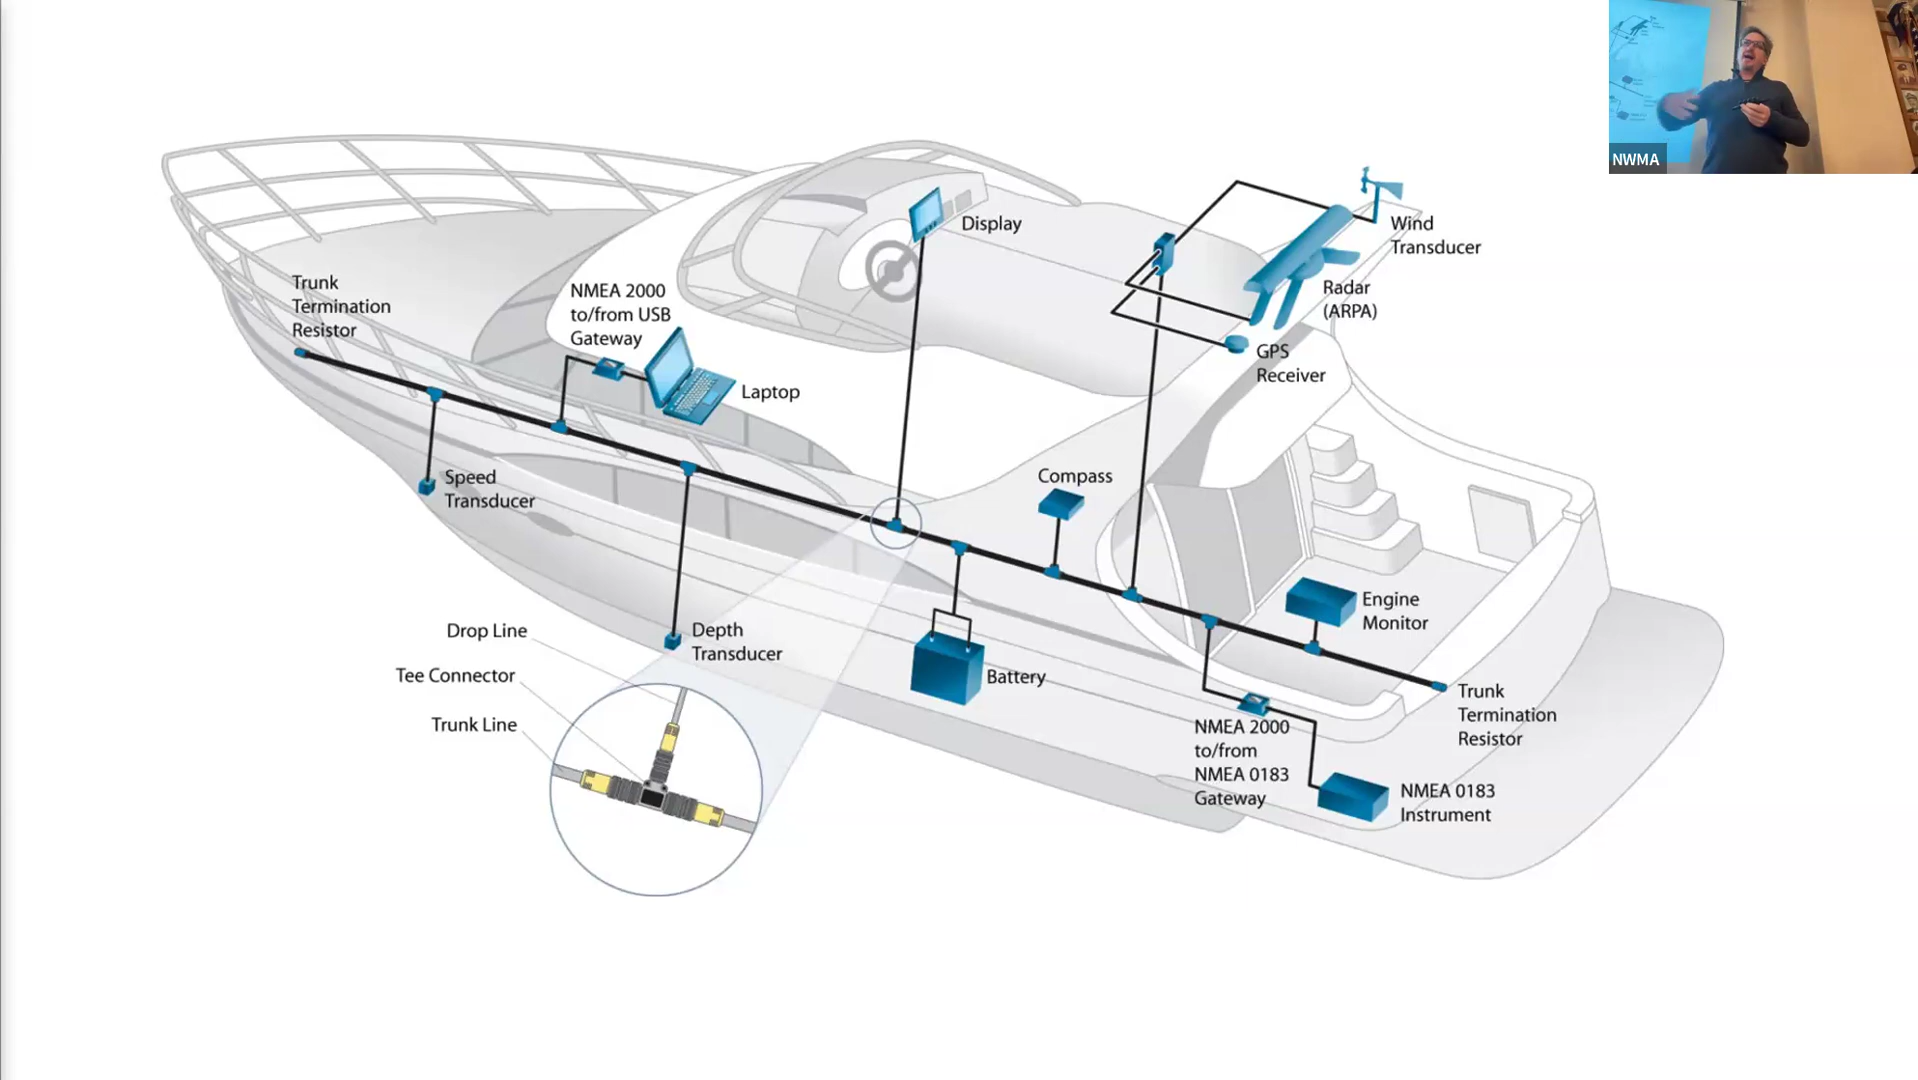 NWMA
Display
Wind
Transducer
Trunk
Termination
Resistor
NMEA 2000
to/from USB
Gateway
Radar
(ARPA)
GPS
Receiver
Laptop
Speed
Transducer
Compass
Engine
Monitor
Drop Line
Depth
Transducer
Tee Connector
Battery
Trunk Line
Trunk
Termination
Resistor
NMEA 2000
to/from
NMEA 0183
Gateway
NMEA 0183
Instrument